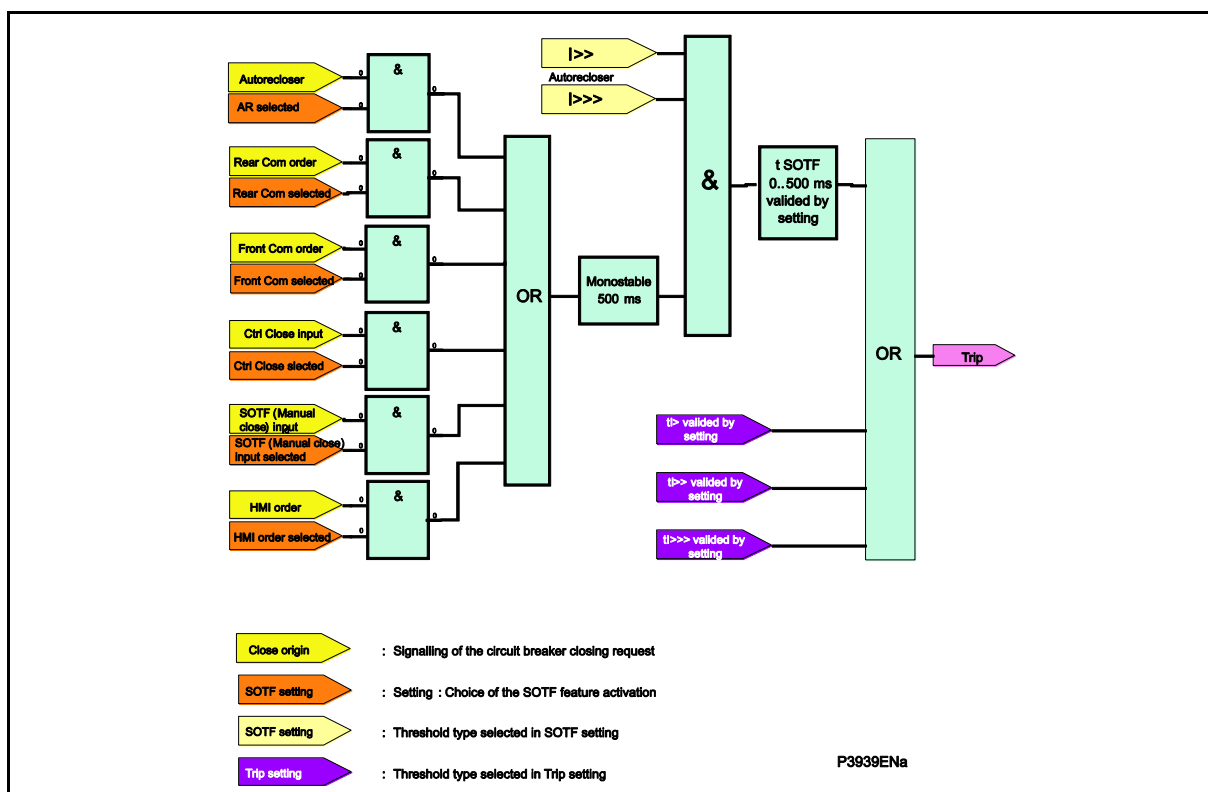 Autorecloser
AR selected
&
Rear Com order
Rear Com selected
&
Front Com order
Front Com selected
&
Ctrl Close input
Ctrl Close slected
&
SOTF (Manual
close) input
SOTF (Manual close)
input selected
&
HMI order
HMI order selected
&
OR
Monostable
500 ms
I>>
Autorecloser
I>>>
&
t SOTF
0..500 ms
valided by
setting
tI> valided by
setting
tI>> valided by
setting
tI>>> valided by
setting
OR
Trip
Close origin : Signalling of the circuit breaker closing request
SOTF setting : Setting : Choice of the SOTF feature activation
SOTF setting : Threshold type selected in SOTF setting
Trip setting : Threshold type selected in Trip setting
P3939ENa